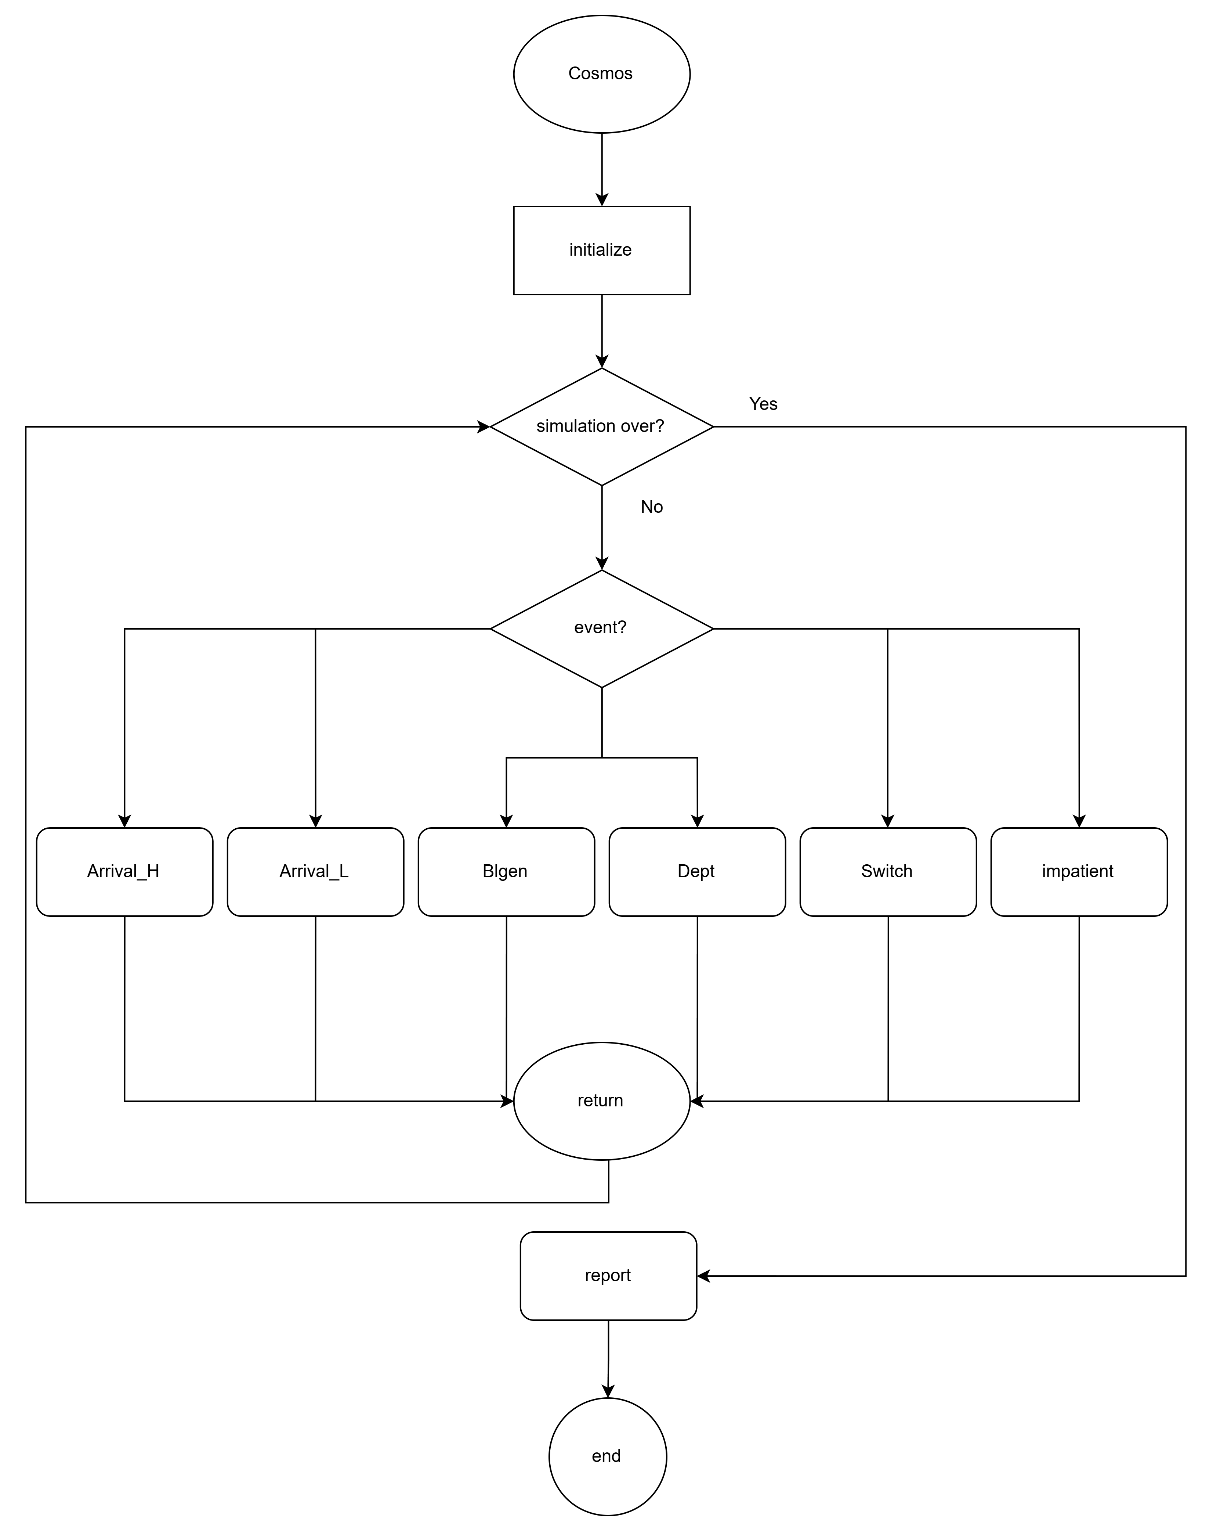 Cosmos
initialize
simulation over?
Yes
No
event?
Arrival_H
Arrival_L
Blgen
Dept
Switch
impatient
return
report
end